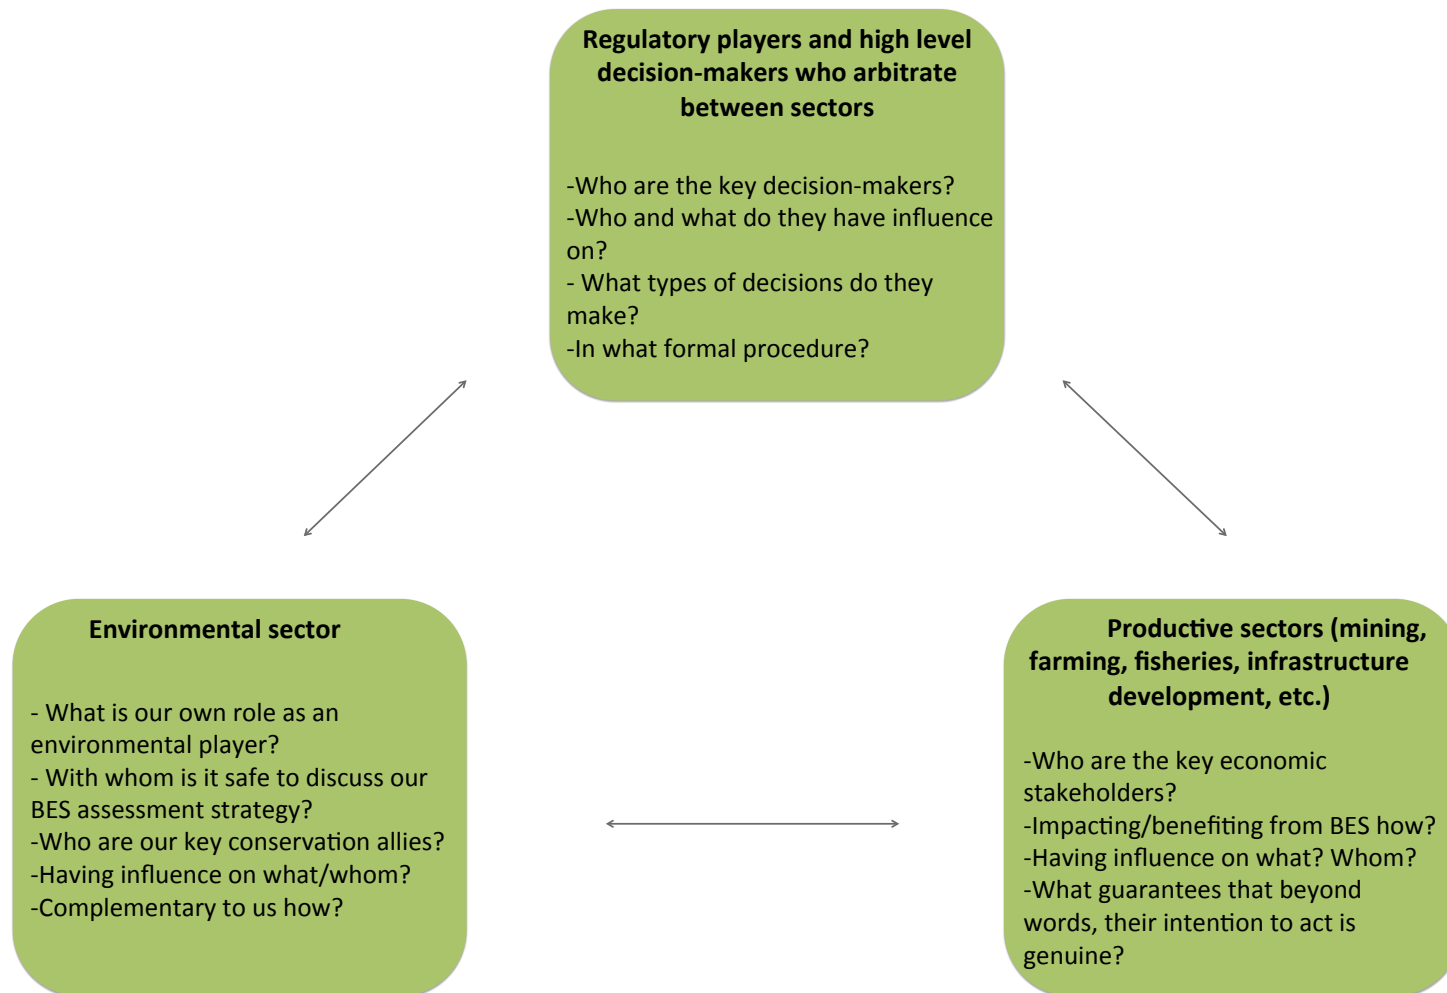 Regulatory players and high level
decision-makers who arbitrate
between sectors
-Who are the key decision-makers?
-Who and what do they have influence
on?
- What types of decisions do they
make?
-In what formal procedure?
Environmental sector
- What is our own role as an
environmental player?
- With whom is it safe to discuss our
BES assessment strategy?
-Who are our key conservation allies?
-Having influence on what/whom?
-Complementary to us how?
Productive sectors (mining,
farming, fisheries, infrastructure
development, etc.)
-Who are the key economic
stakeholders?
-Impacting/benefiting from BES how?
-Having influence on what? Whom?
-What guarantees that beyond
words, their intention to act is
genuine?